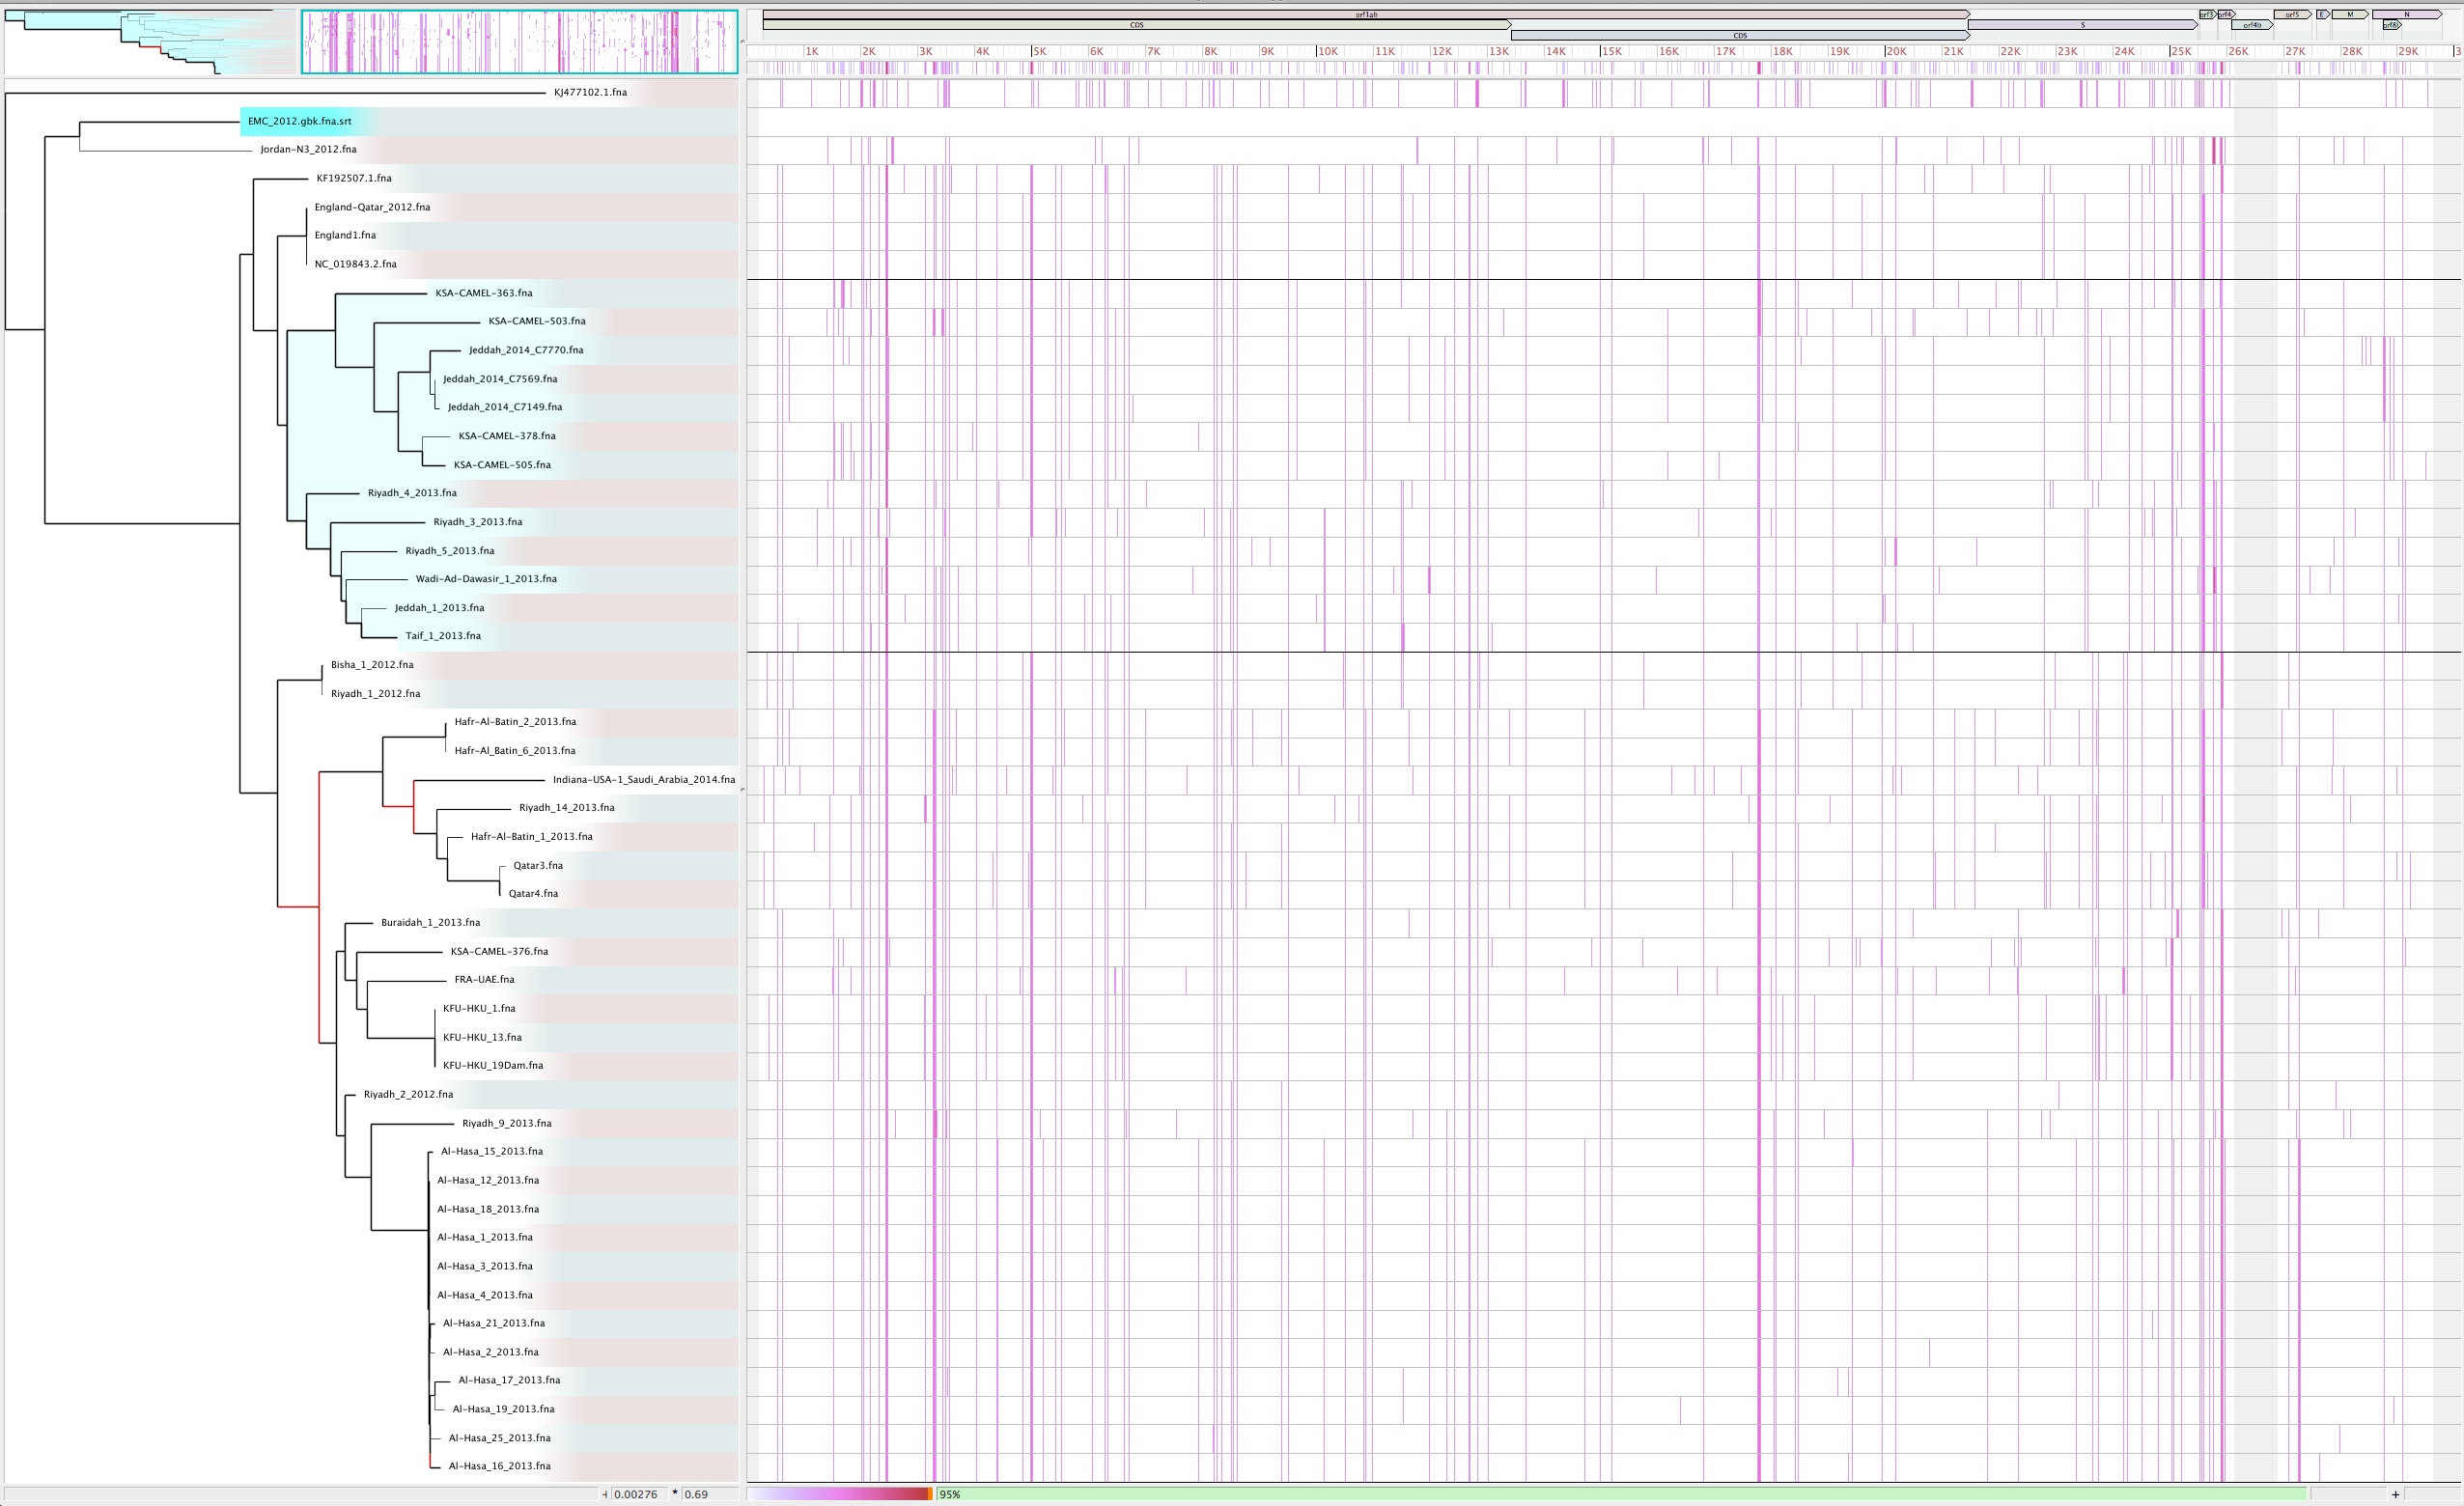 orf1ab
orf3 orf4 orf5 E M N
CDS S orf4b orf8
CDS
1K 2K 3K 4K 5K 6K 7K 8K 9K 10K 11K 12K 13K 14K 15K 16K 17K 18K 19K 20K 21K 22K 23K 24K 25K 26K 27K 28K 29K 3
KJ477102.1.fna
EMC_2012.gbk.fna.srt
Jordan-N3_2012.fna
KF192507.1.fna
England-Qatar_2012.fna
England1.fna
NC_019843.2.fna
KSA-CAMEL-363.fna
KSA-CAMEL-503.fna
Jeddah_2014_C7770.fna
Jeddah_2014_C7569.fna
Jeddah_2014_C7149.fna
KSA-CAMEL-378.fna
KSA-CAMEL-505.fna
Riyadh_4_2013.fna
Riyadh_3_2013.fna
Riyadh_5_2013.fna
Wadi-Ad-Dawasir_1_2013.fna
Jeddah_1_2013.fna
Taif_1_2013.fna
Bisha_1_2012.fna
Riyadh_1_2012.fna
Hafr-Al-Batin_2_2013.fna
Hafr-Al_Batin_6_2013.fna
Indiana-USA-1_Saudi_Arabia_2014.fna
Riyadh_14_2013.fna
Hafr-Al-Batin_1_2013.fna
Qatar3.fna
Qatar4.fna
Buraidah_1_2013.fna
KSA-CAMEL-376.fna
FRA-UAE.fna
KFU-HKU_1.fna
KFU-HKU_13.fna
KFU-HKU_19Dam.fna
Riyadh_2_2012.fna
Riyadh_9_2013.fna
Al-Hasa_15_2013.fna
Al-Hasa_12_2013.fna
Al-Hasa_18_2013.fna
Al-Hasa_1_2013.fna
Al-Hasa_3_2013.fna
Al-Hasa_4_2013.fna
Al-Hasa_21_2013.fna
Al-Hasa_2_2013.fna
Al-Hasa_17_2013.fna
Al-Hasa_19_2013.fna
Al-Hasa_25_2013.fna
Al-Hasa_16_2013.fna
0.00276 * 0.69 95% +